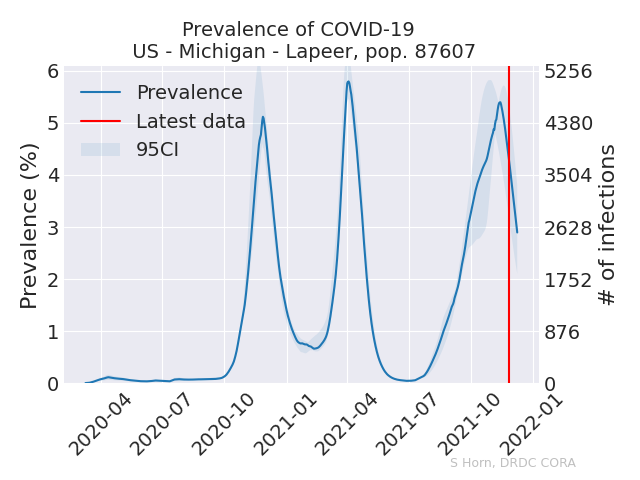 Prevalence of COVID-19
US - Michigan - Lapeer, pop. 87607
Prevalence
Latest data
95CI
Prevalence (%)
6
5
4
3
2
1
0
5256
4380
3504
2628
1752
876
0
# of infections
2020-04
2020-07
2020-10
2021-01
2021-04
2021-07
2021-10
2022-01
S Horn, DRDC CORA